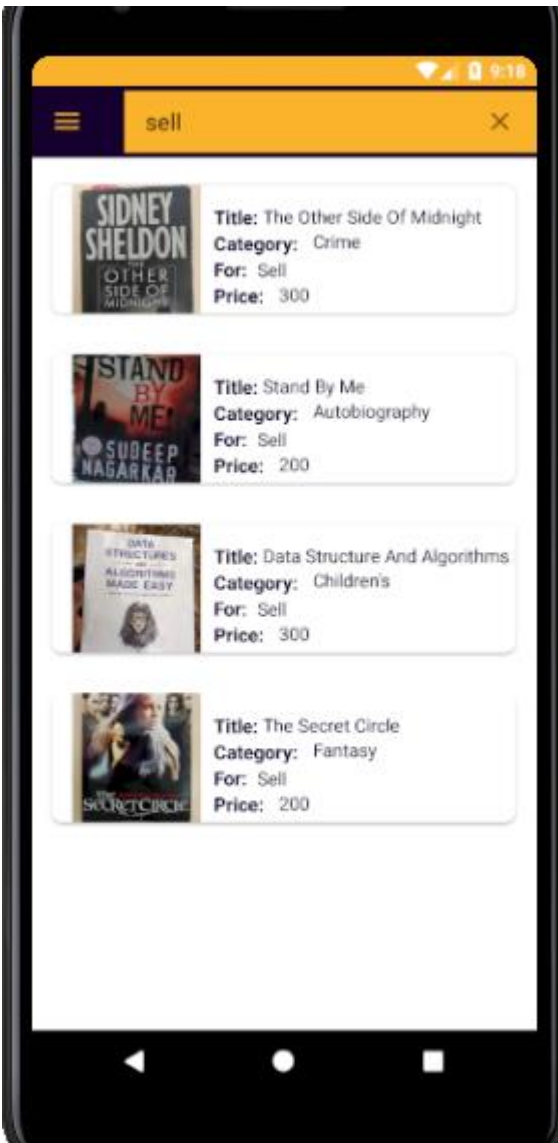 9:18
sell
SIDNEY
SHELDON
THE
OTHER
SIDE OF
MIDNIGHT
Title: The Other Side Of Midnight
Category: Crime
For: Sell
Price: 300
STAND
BY
ME!
SUDEEP
NAGARKAR
Title: Stand By Me
Category: Autobiography
For: Sell
Price: 200
DATA
STRUCTURES
AND
ALGORITHMS
MADE EASY
Title: Data Structure And Algorithms
Category: Children's
For: Sell
Price: 300
The
SECRET CIRCLE
Title: The Secret Circle
Category: Fantasy
For: Sell
Price: 200